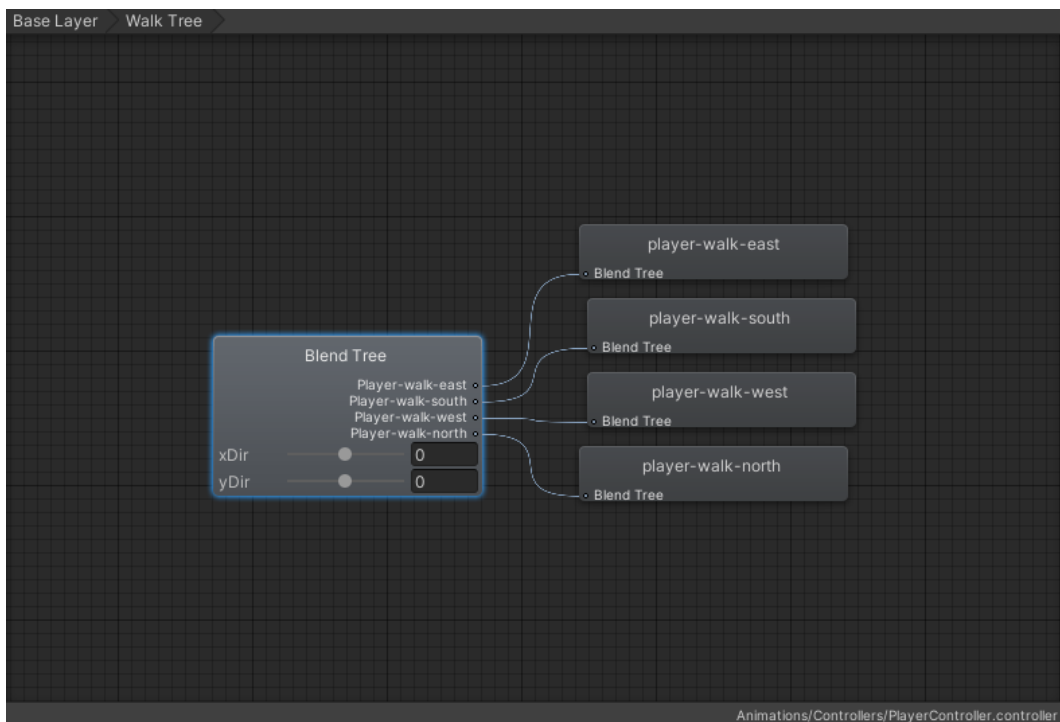 Base Layer Walk Tree
player-walk-east
Blend Tree
player-walk-south
Blend Tree
Blend Tree
Player-walk-east
Player-walk-south
Player-walk-west
Player-walk-north
xDir 0
yDir 0
player-walk-west
Blend Tree
player-walk-north
Blend Tree
Animations/Controllers/PlayerController.controller